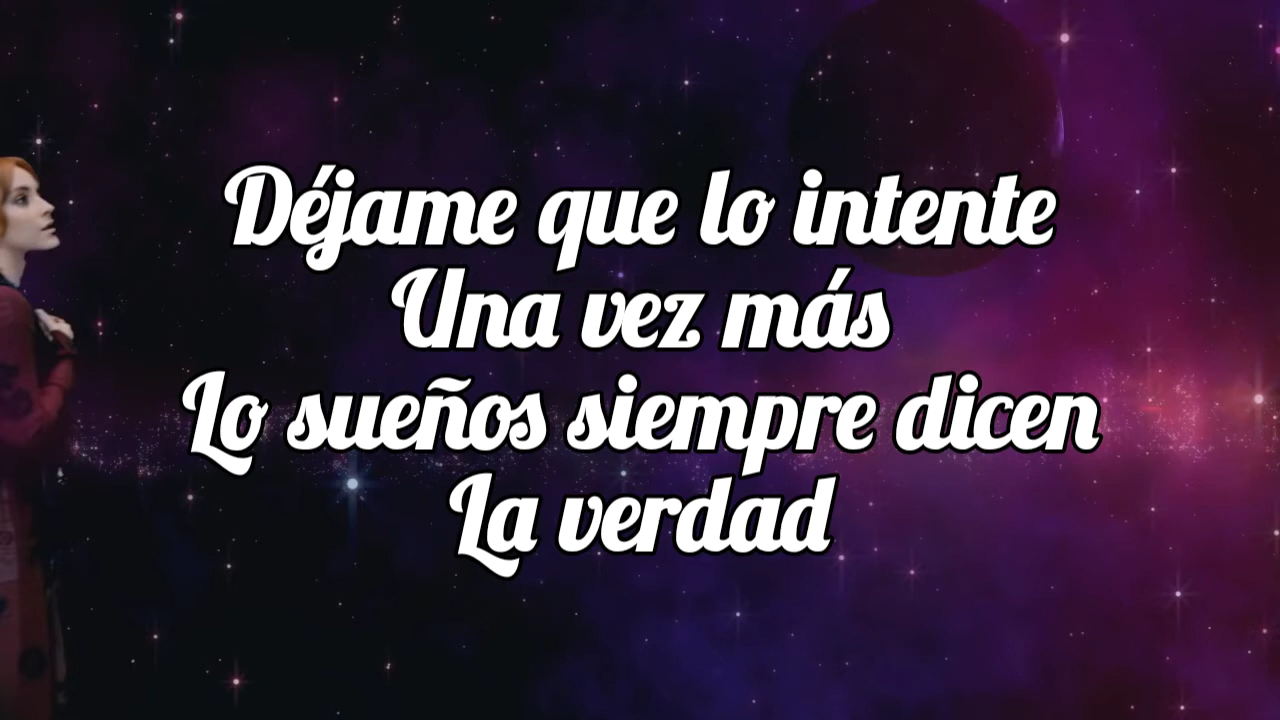 Déjame que lo intente
Una vez más
Lo sueños siempre dicen
La verdad